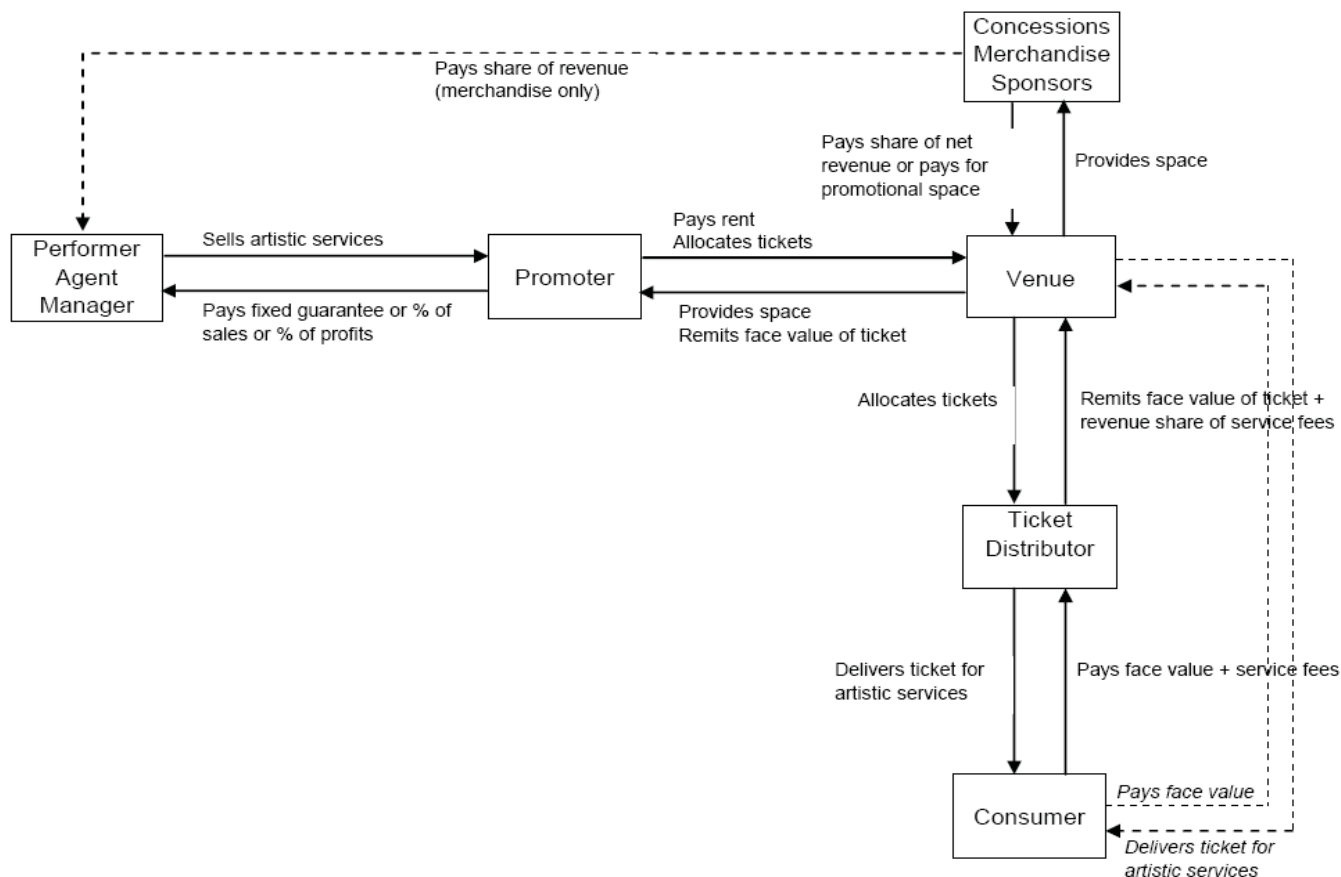 Concessions
Merchandise
Sponsors
Pays share of revenue
(merchandise only)
Pays share of net
revenue or pays for
promotional space
Provides space
Performer
Agent
Manager
Sells artistic services
Pays fixed guarantee or % of
sales or % of profits
Promoter
Pays rent
Allocates tickets
Provides space
Remits face value of ticket
Venue
Allocates tickets
Remits face value of ticket +
revenue share of service fees
Ticket
Distributor
Delivers ticket for
artistic services
Pays face value + service fees
Consumer
Pays face value
Delivers ticket for
artistic services